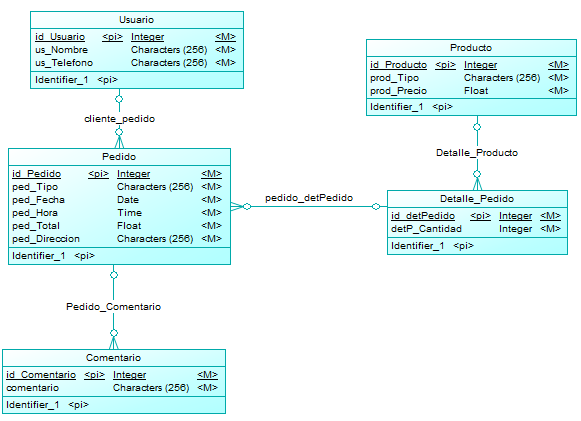 Usuario
id_Usuario <pi> Integer <M>
us_Nombre Characters (256) <M>
us_Telefono Characters (256) <M>
Identifier_1 <pi>
cliente_pedido
Pedido
id_Pedido <pi> Integer <M>
ped_Tipo Characters (256) <M>
ped_Fecha Date <M>
ped_Hora Time <M>
ped_Total Float <M>
ped_Direccion Characters (256) <M>
Identifier_1 <pi>
Pedido_Comentario
Comentario
id_Comentario <pi> Integer <M>
comentario Characters (256) <M>
Identifier_1 <pi>
pedido_detPedido
Producto
id_Producto <pi> Integer <M>
prod_Tipo Characters (256) <M>
prod_Precio Float <M>
Identifier_1 <pi>
Detalle_Producto
Detalle_Pedido
id_detPedido <pi> Integer <M>
detP_Cantidad Integer <M>
Identifier_1 <pi>